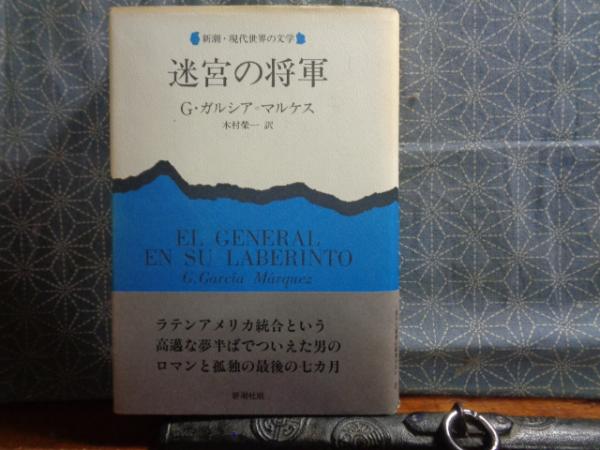 新潮・現代世界の文学
迷宮の将軍
G・ガルシア=マルケス
木村榮一 訳
EL GENERAL
EN SU LABERINTO
G.García Márquez
ラテンアメリカ統合という
高邁な夢半ばでついえた男の
ロマンと孤独の最後の七カ月
新潮社版